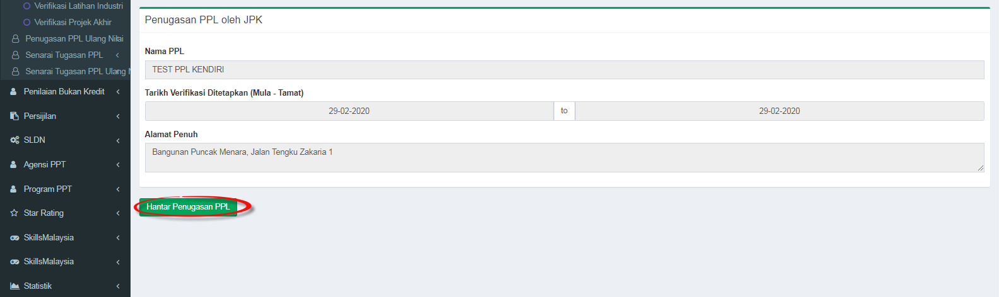 Verifikasi Latihan Industri
Verifikasi Projek Akhir
Penugasan PPL Ulang Nilai
Senarai Tugasan PPL
Senarai Tugasan PPL Ulang
Penilaian Bukan Kredit
Persijilan
SLDN
Agensi PPT
Program PPT
Star Rating
SkillsMalaysia
SkillsMalaysia
Statistik
Penugasan PPL oleh JPK
Nama PPL
TEST PPL KENDIRI
Tarikh Verifikasi Ditetapkan (Mula - Tamat)
29-02-2020 to 29-02-2020
Alamat Penuh
Bangunan Puncak Menara, Jalan Tengku Zakaria 1
Hantar Penugasan PPL